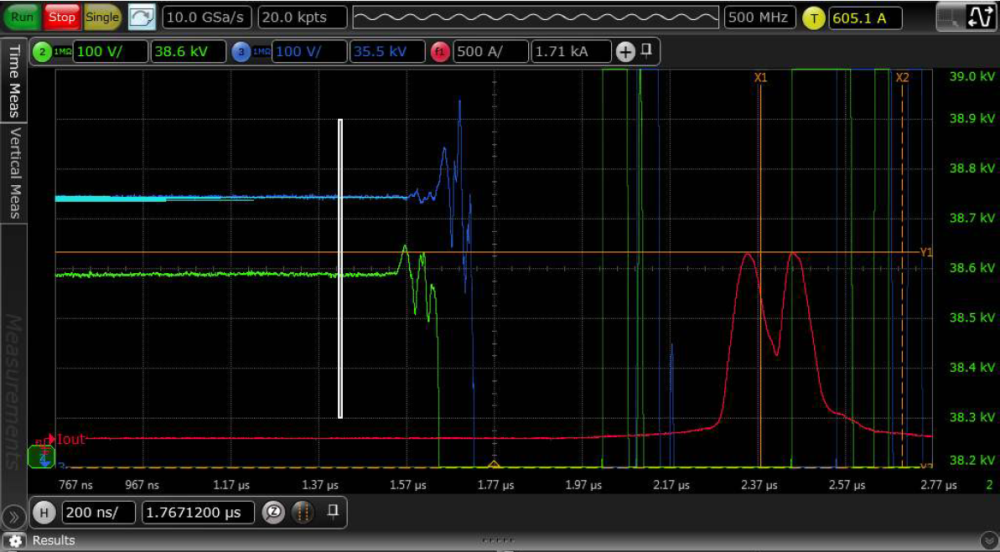 Run Stop Single 10.0 GSa/s 20.0 kpts 500 MHz T 605.1 A
2 1MΩ 100 V/ 38.6 kV 3 1MΩ 100 V/ 35.5 kV f1 500 A/ 1.71 kA
Time Meas
Vertical Meas
Measurements
X1 X2 39.0 kV
38.9 kV
38.8 kV
38.7 kV
Y1
38.6 kV
38.5 kV
38.4 kV
38.3 kV
Iout
38.2 kV
767 ns 967 ns 1.17 µs 1.37 µs 1.57 µs 1.77 µs 1.97 µs 2.17 µs 2.37 µs 2.57 µs 2.77 µs 2
H 200 ns/ 1.7671200 µs Z
Results